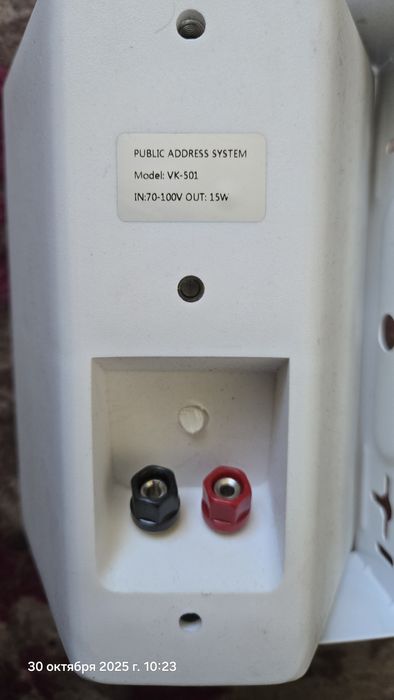 PUBLIC ADDRESS SYSTEM
Model: VK-501
IN:70-100V OUT: 15W
30 октября 2025 г. 10:23